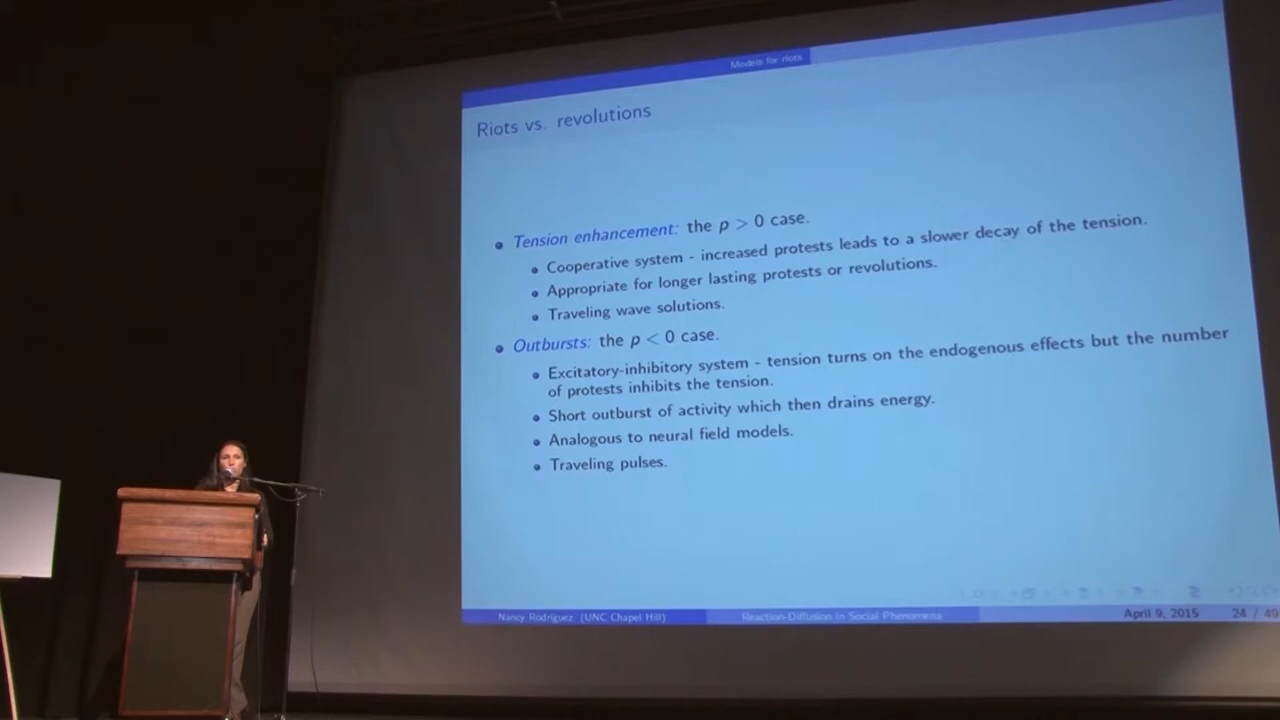 Models for riots
Riots vs. revolutions
Tension enhancement: the p > 0 case.
Cooperative system - increased protests leads to a slower decay of the tension.
Appropriate for longer lasting protests or revolutions.
Traveling wave solutions.
Outbursts: the p < 0 case.
Excitatory-inhibitory system - tension turns on the endogenous effects but the number
of protests inhibits the tension.
Short outburst of activity which then drains energy.
Analogous to neural field models.
Traveling pulses.
Nancy Rodríguez (UNC Chapel Hill) Reaction-Diffusion in Social Phenomena April 9, 2015 24 / 49